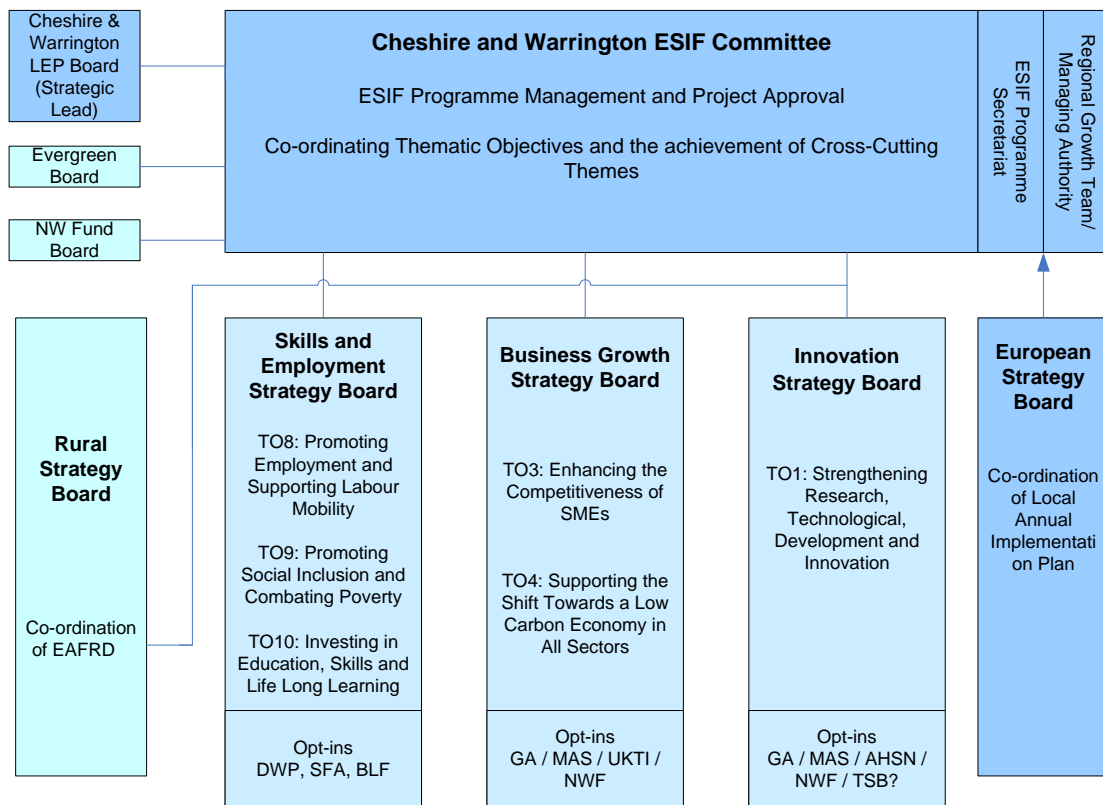 Cheshire &
Warrington
LEP Board
(Strategic
Lead)
Evergreen
Board
NW Fund
Board
Cheshire and Warrington ESIF Committee
ESIF Programme Management and Project Approval
Co-ordinating Thematic Objectives and the achievement of Cross-Cutting
Themes
ESIF Programme
Secretariat
Regional Growth Team/
Managing Authority
Rural
Strategy
Board
Co-ordination
of EAFRD
Skills and
Employment
Strategy Board
TO8: Promoting
Employment and
Supporting Labour
Mobility
TO9: Promoting
Social Inclusion and
Combating Poverty
TO10: Investing in
Education, Skills and
Life Long Learning
Opt-ins
DWP, SFA, BLF
Business Growth
Strategy Board
TO3: Enhancing the
Competitiveness of
SMEs
TO4: Supporting the
Shift Towards a Low
Carbon Economy in
All Sectors
Opt-ins
GA / MAS / UKTI /
NWF
Innovation
Strategy Board
TO1: Strengthening
Research,
Technological,
Development and
Innovation
Opt-ins
GA / MAS / AHSN /
NWF / TSB?
European
Strategy
Board
Co-ordination
of Local
Annual
Implementati
on Plan